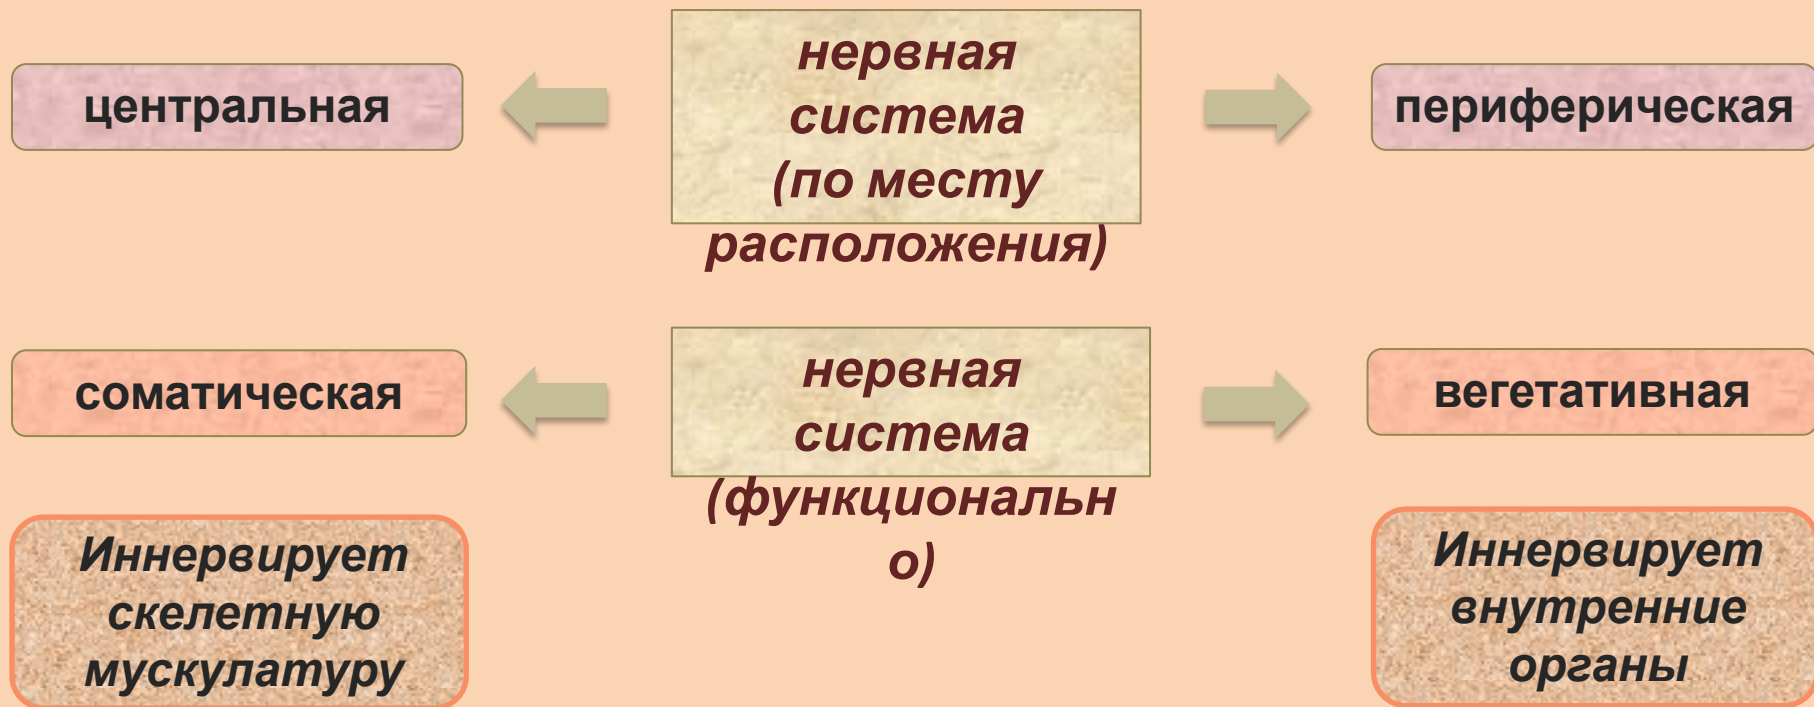 нервная
система
(по месту
расположения)
центральная
периферическая
нервная
система
(функциональн
о)
соматическая
вегетативная
Иннервирует
скелетную
мускулатуру
Иннервирует
внутренние
органы